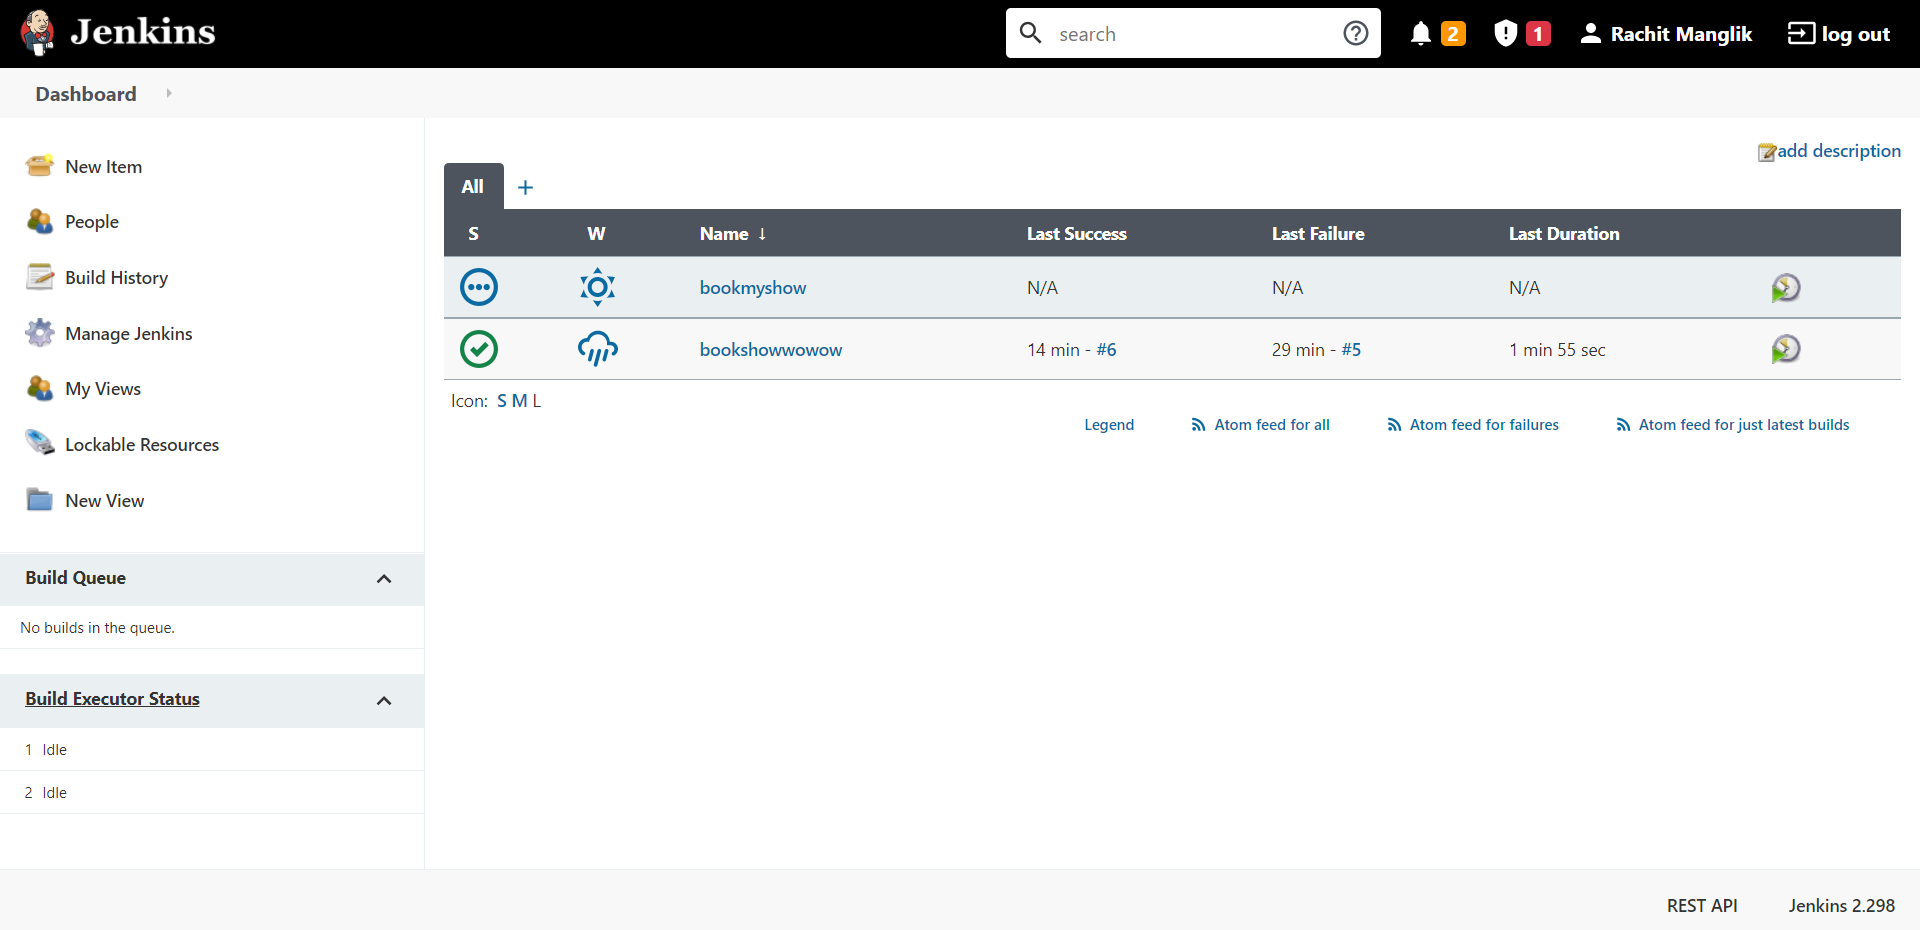 Jenkins
search
2
1
Rachit Manglik
log out
Dashboard
New Item
People
Build History
Manage Jenkins
My Views
Lockable Resources
New View
Build Queue
No builds in the queue.
Build Executor Status
1 Idle
2 Idle
add description
All +
S W Name ↓ Last Success Last Failure Last Duration
bookmyshow N/A N/A N/A
bookshowwowow 14 min - #6 29 min - #5 1 min 55 sec
Icon: S M L
Legend Atom feed for all Atom feed for failures Atom feed for just latest builds
REST API Jenkins 2.298